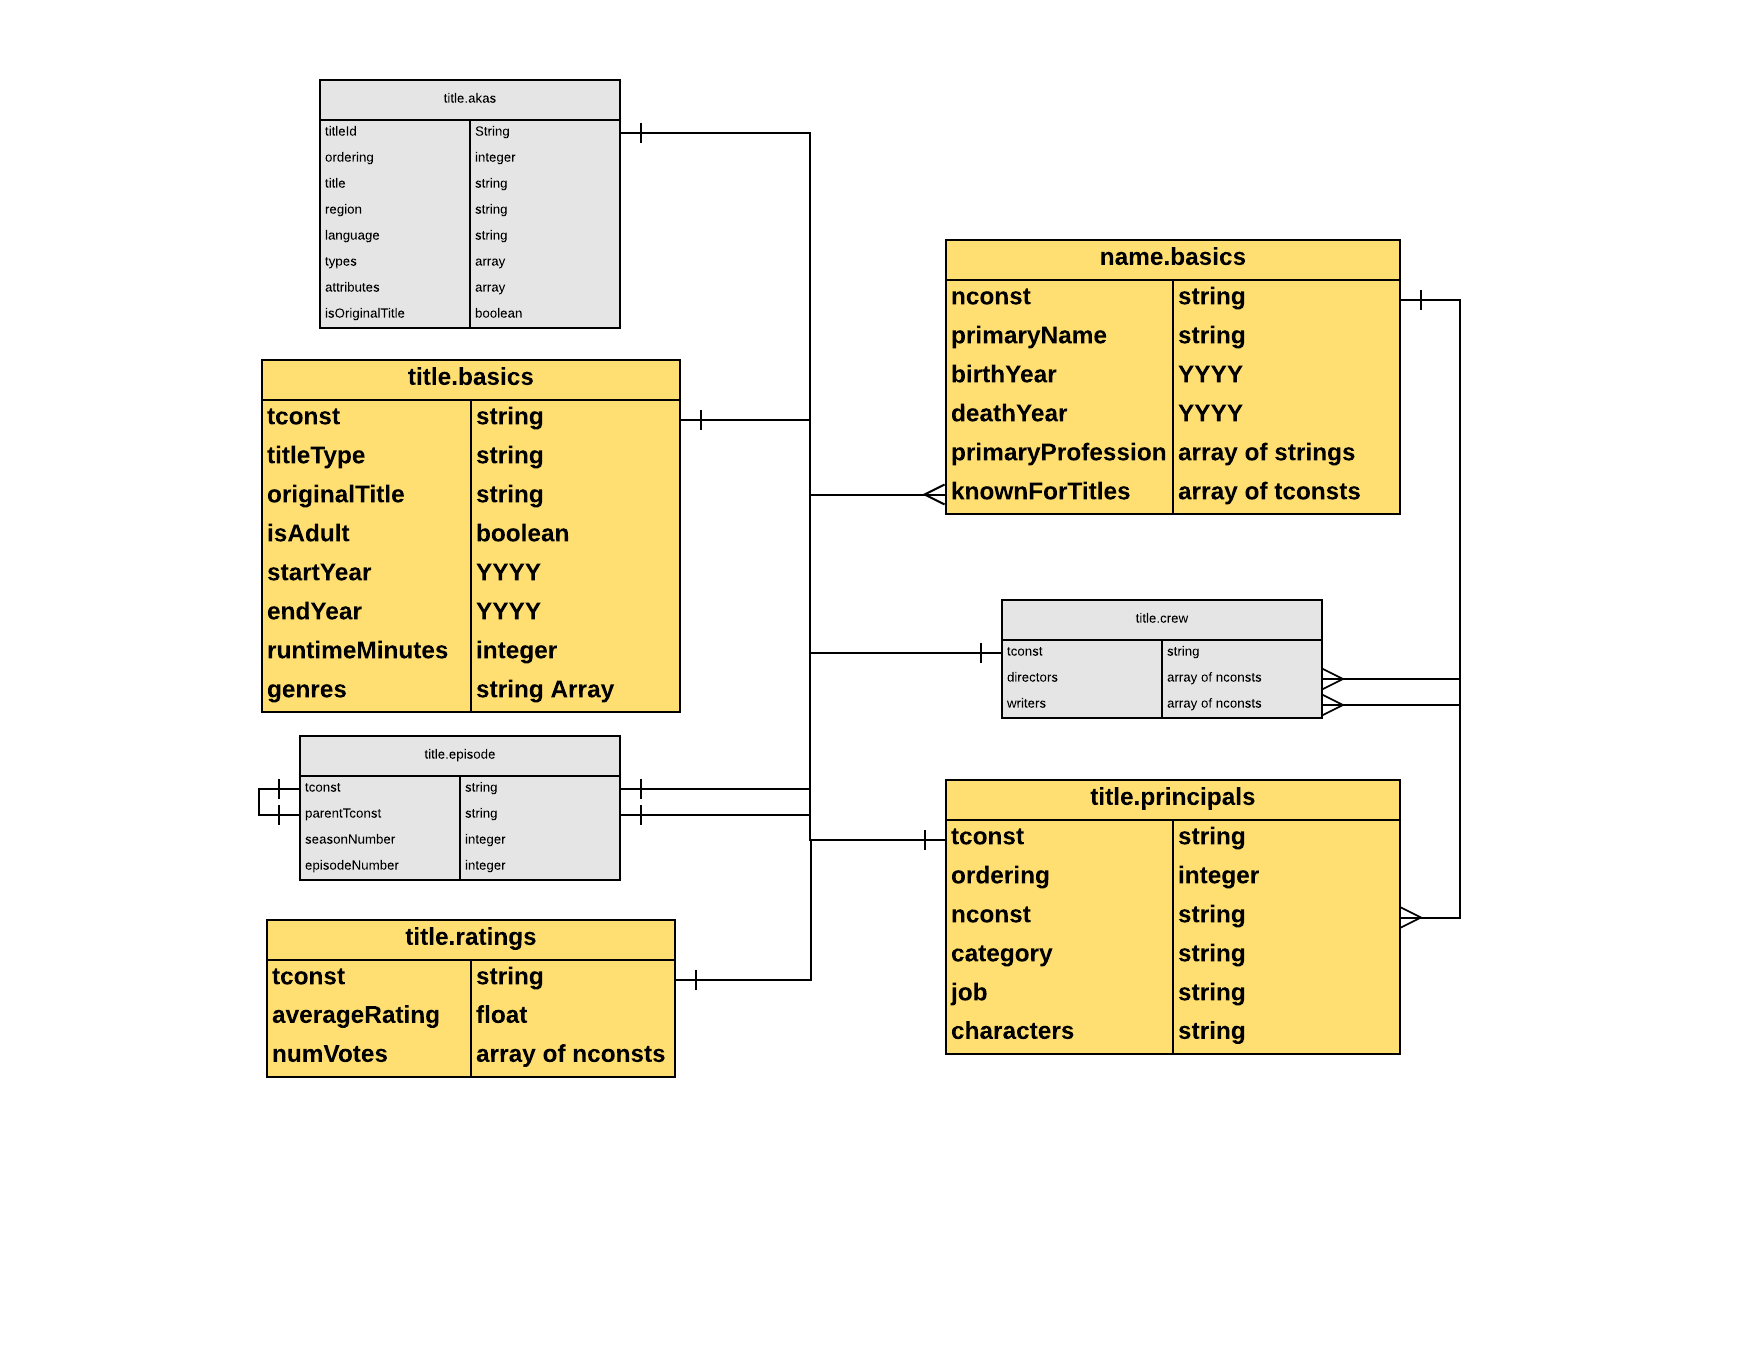 title.akas
titleId String
ordering integer
title string
region string
language string
types array
attributes array
isOriginalTitle boolean
title.basics
tconst string
titleType string
originalTitle string
isAdult boolean
startYear YYYY
endYear YYYY
runtimeMinutes integer
genres string Array
title.episode
tconst string
parentTconst string
seasonNumber integer
episodeNumber integer
title.ratings
tconst string
averageRating float
numVotes array of nconsts
name.basics
nconst string
primaryName string
birthYear YYYY
deathYear YYYY
primaryProfession array of strings
knownForTitles array of tconsts
title.crew
tconst string
directors array of nconsts
writers array of nconsts
title.principals
tconst string
ordering integer
nconst string
category string
job string
characters string